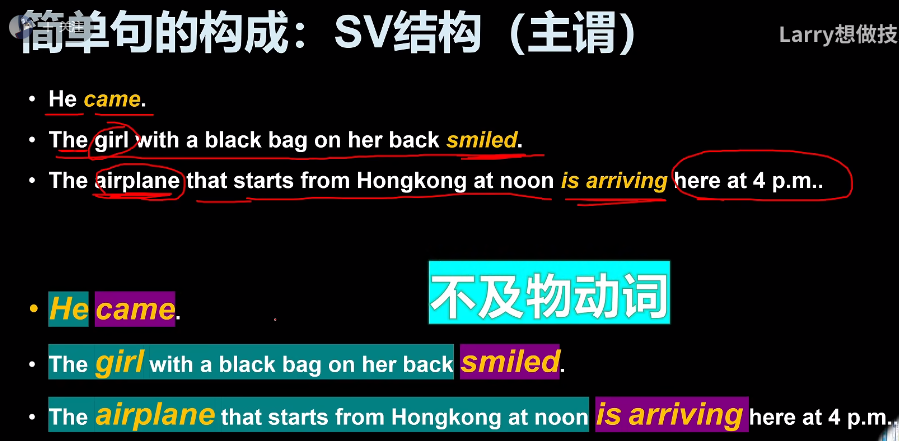 简单句的构成：SV结构（主谓）
Larry想做技
• He came.
• The girl with a black bag on her back smiled.
• The airplane that starts from Hongkong at noon is arriving here at 4 p.m..
不及物动词
• He came.
• The girl with a black bag on her back smiled.
• The airplane that starts from Hongkong at noon is arriving here at 4 p.m..